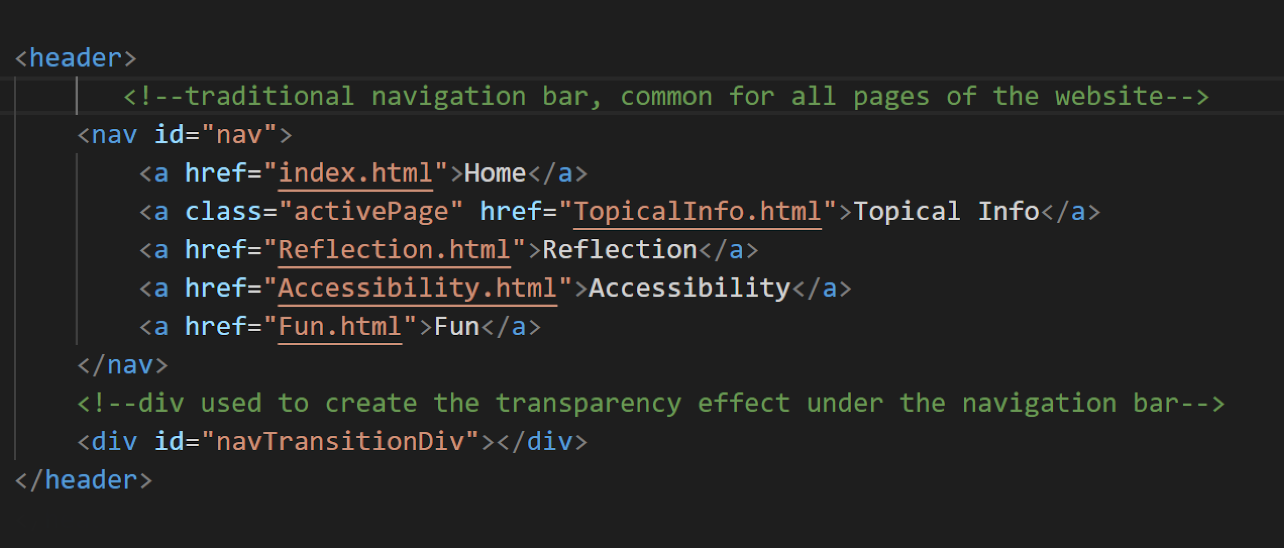 <header>
<!--traditional navigation bar, common for all pages of the website-->
<nav id="nav">
<a href="index.html">Home</a>
<a class="activePage" href="TopicalInfo.html">Topical Info</a>
<a href="Reflection.html">Reflection</a>
<a href="Accessibility.html">Accessibility</a>
<a href="Fun.html">Fun</a>
</nav>
<!--div used to create the transparency effect under the navigation bar-->
<div id="navTransitionDiv"></div>
</header>